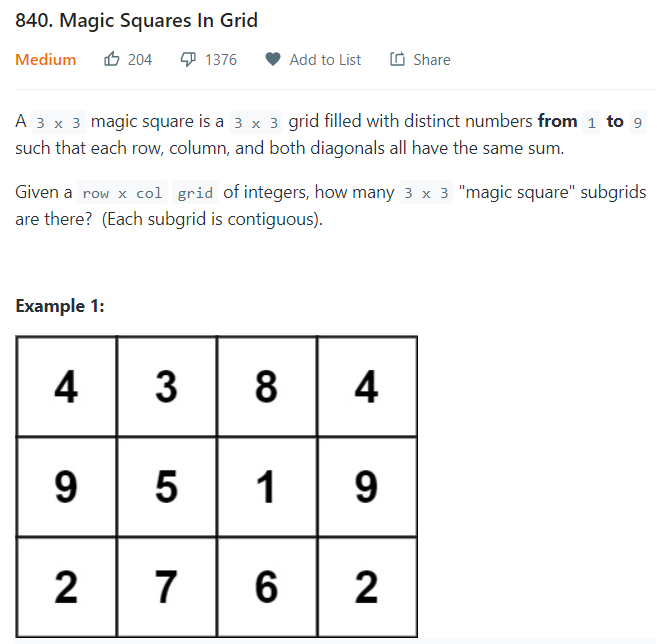 840. Magic Squares In Grid
Medium 204 1376 Add to List Share
A 3 x 3 magic square is a 3 x 3 grid filled with distinct numbers from 1 to 9
such that each row, column, and both diagonals all have the same sum.
Given a row x col grid of integers, how many 3 x 3 "magic square" subgrids
are there? (Each subgrid is contiguous).
Example 1:
4 3 8 4
9 5 1 9
2 7 6 2